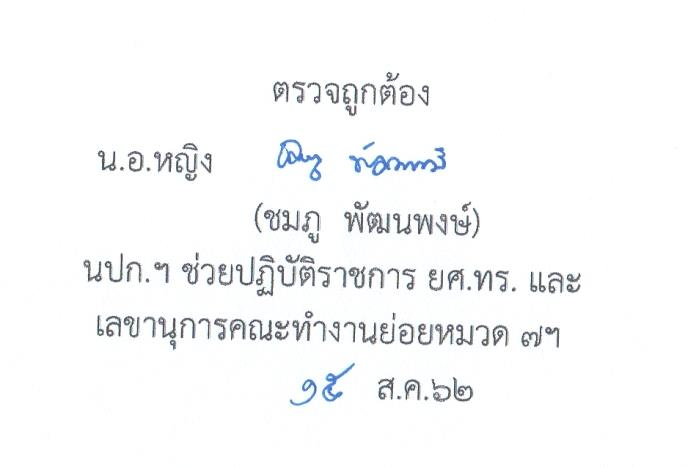 ตรวจถูกต้อง
น.อ.หญิง
(ชมภู พัฒนพงษ์)
นปก.ฯ ช่วยปฏิบัติราชการ ยศ.ทร. และ
เลขานุการคณะทำงานย่อยหมวด ๗ฯ
๑๕ ส.ค.๖๒